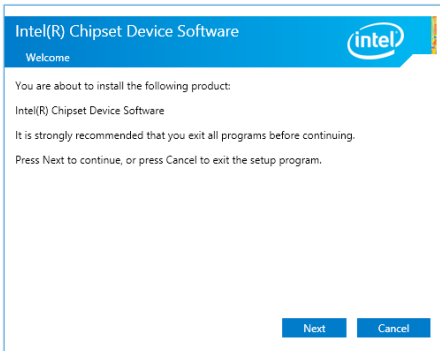 Intel(R) Chipset Device Software
intel
Welcome
You are about to install the following product:
Intel(R) Chipset Device Software
It is strongly recommended that you exit all programs before continuing.
Press Next to continue, or press Cancel to exit the setup program.
Next
Cancel